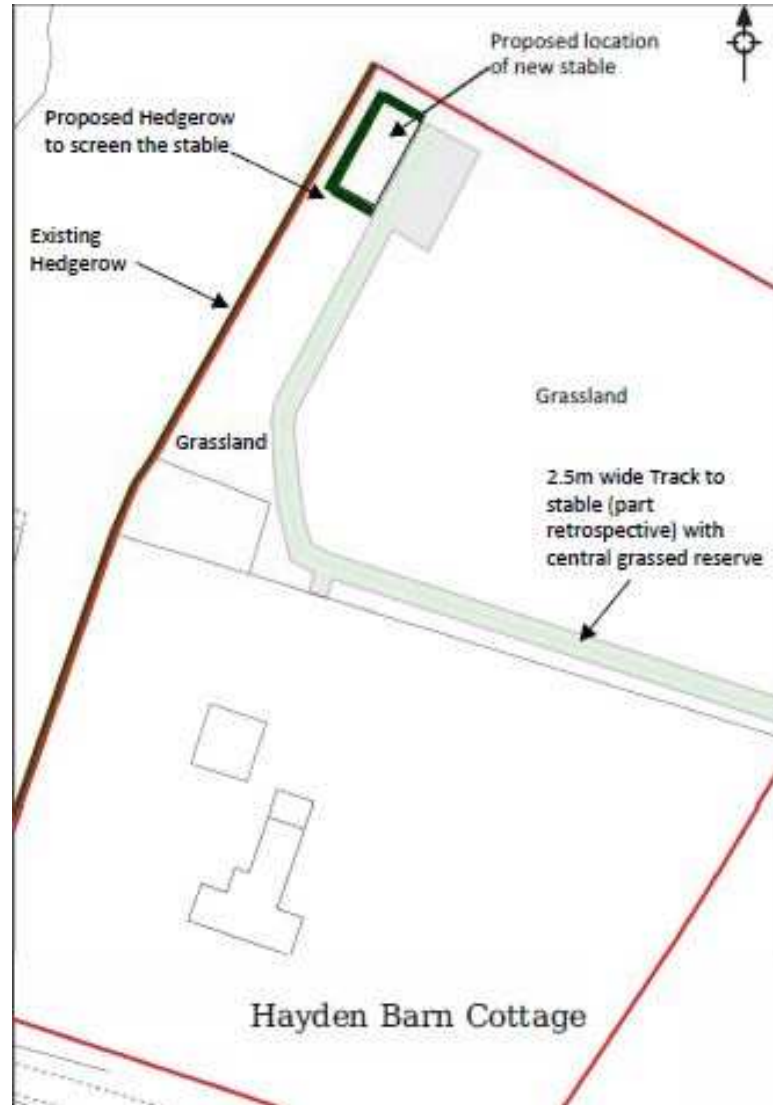 Proposed location
of new stable
Proposed Hedgerow
to screen the stable
Existing
Hedgerow
Grassland
Grassland
2.5m wide Track to
stable (part
retrospective) with
central grassed reserve
Hayden Barn Cottage